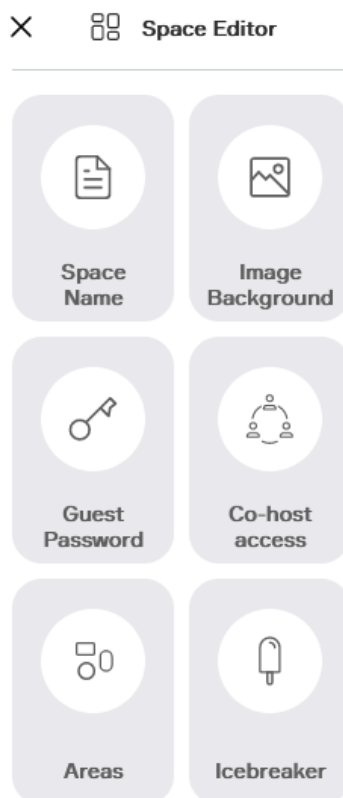 Space Editor
Space
Name
Image
Background
Guest
Password
Co-host
access
Areas
Icebreaker